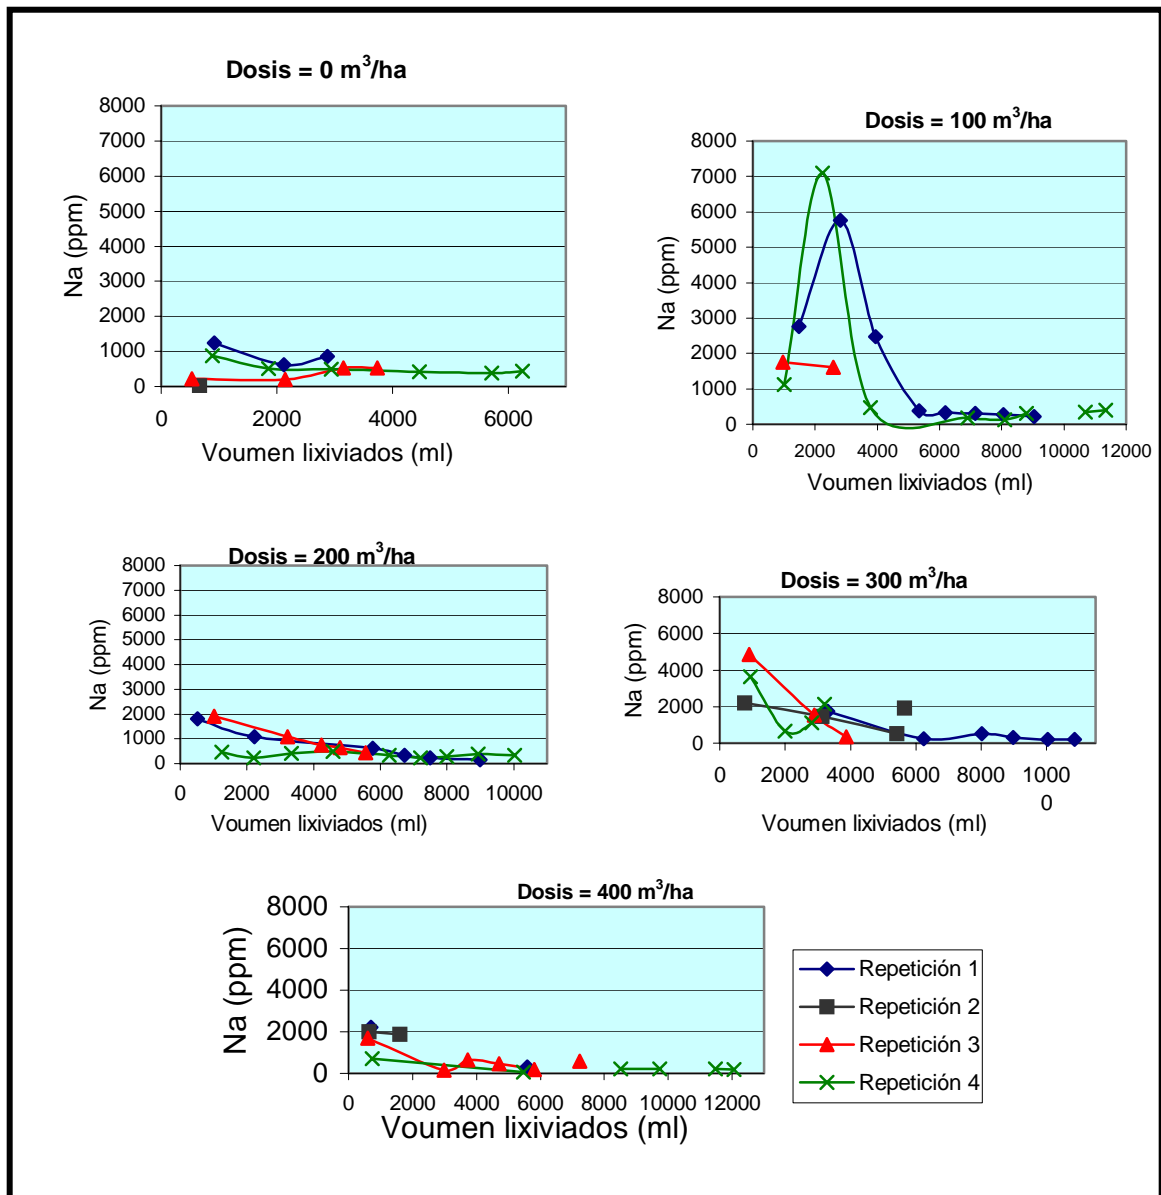 Dosis = 0 m³/ha
8000
7000
6000
5000
4000
3000
2000
1000
0
Na (ppm)
0 2000 4000 6000
Voumen lixiviados (ml)
Dosis = 100 m³/ha
8000
7000
6000
5000
4000
3000
2000
1000
0
Na (ppm)
0 2000 4000 6000 8000 10000 12000
Voumen lixiviados (ml)
Dosis = 200 m³/ha
8000
7000
6000
5000
4000
3000
2000
1000
0
Na (ppm)
0 2000 4000 6000 8000 10000
Voumen lixiviados (ml)
Dosis = 300 m³/ha
8000
6000
4000
2000
0
Na (ppm)
0 2000 4000 6000 8000 1000
0
Voumen lixiviados (ml)
Dosis = 400 m³/ha
8000
6000
4000
2000
0
Na (ppm)
0 2000 4000 6000 8000 10000 12000
Voumen lixiviados (ml)
Repetición 1
Repetición 2
Repetición 3
Repetición 4